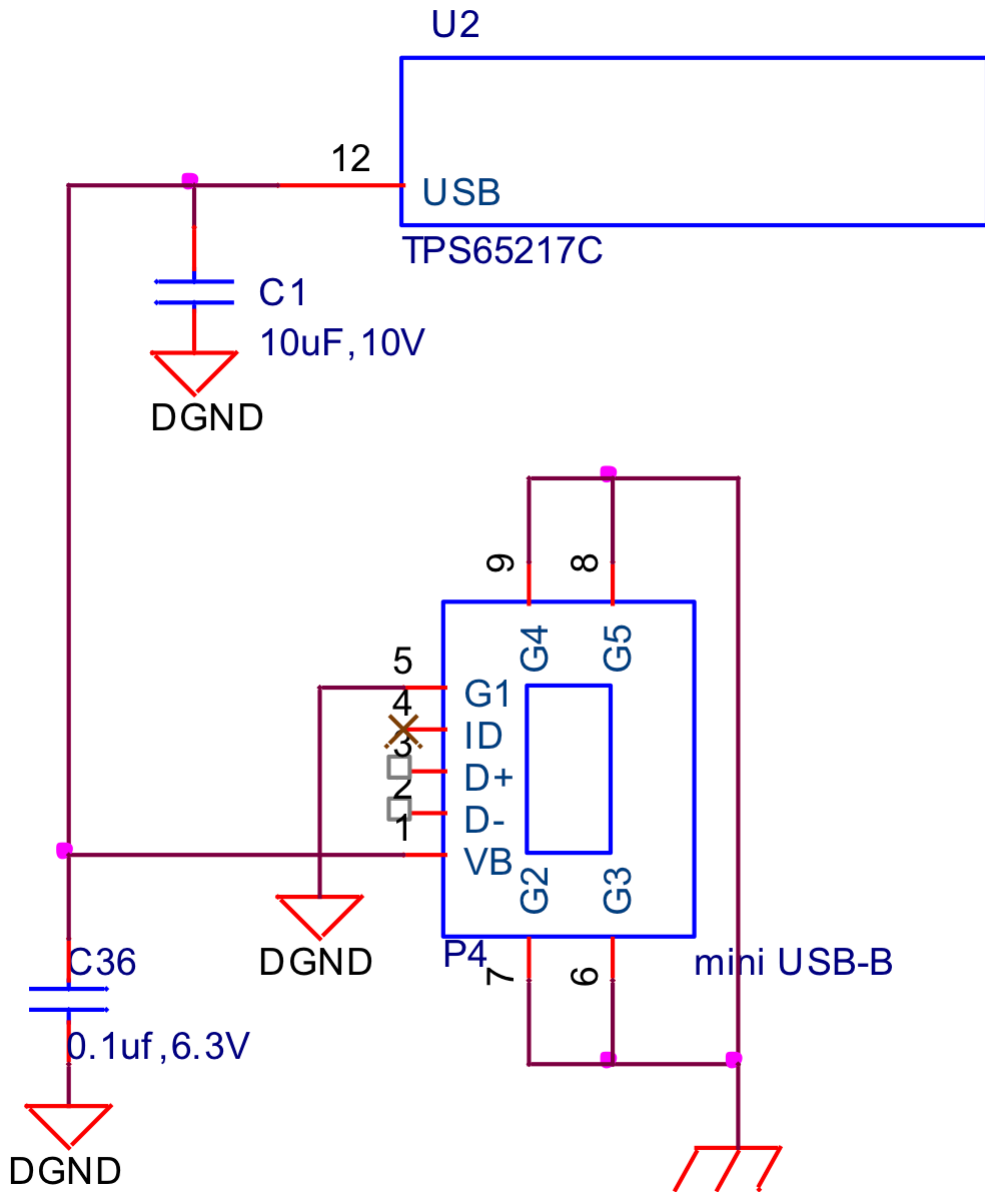 U2
12
USB
TPS65217C
C1
10uF,10V
DGND
9
8
G4
G5
5
G1
4
ID
3
D+
2
D-
1
VB
G2
G3
DGND
P4
mini USB-B
7
6
C36
0.1uf,6.3V
DGND